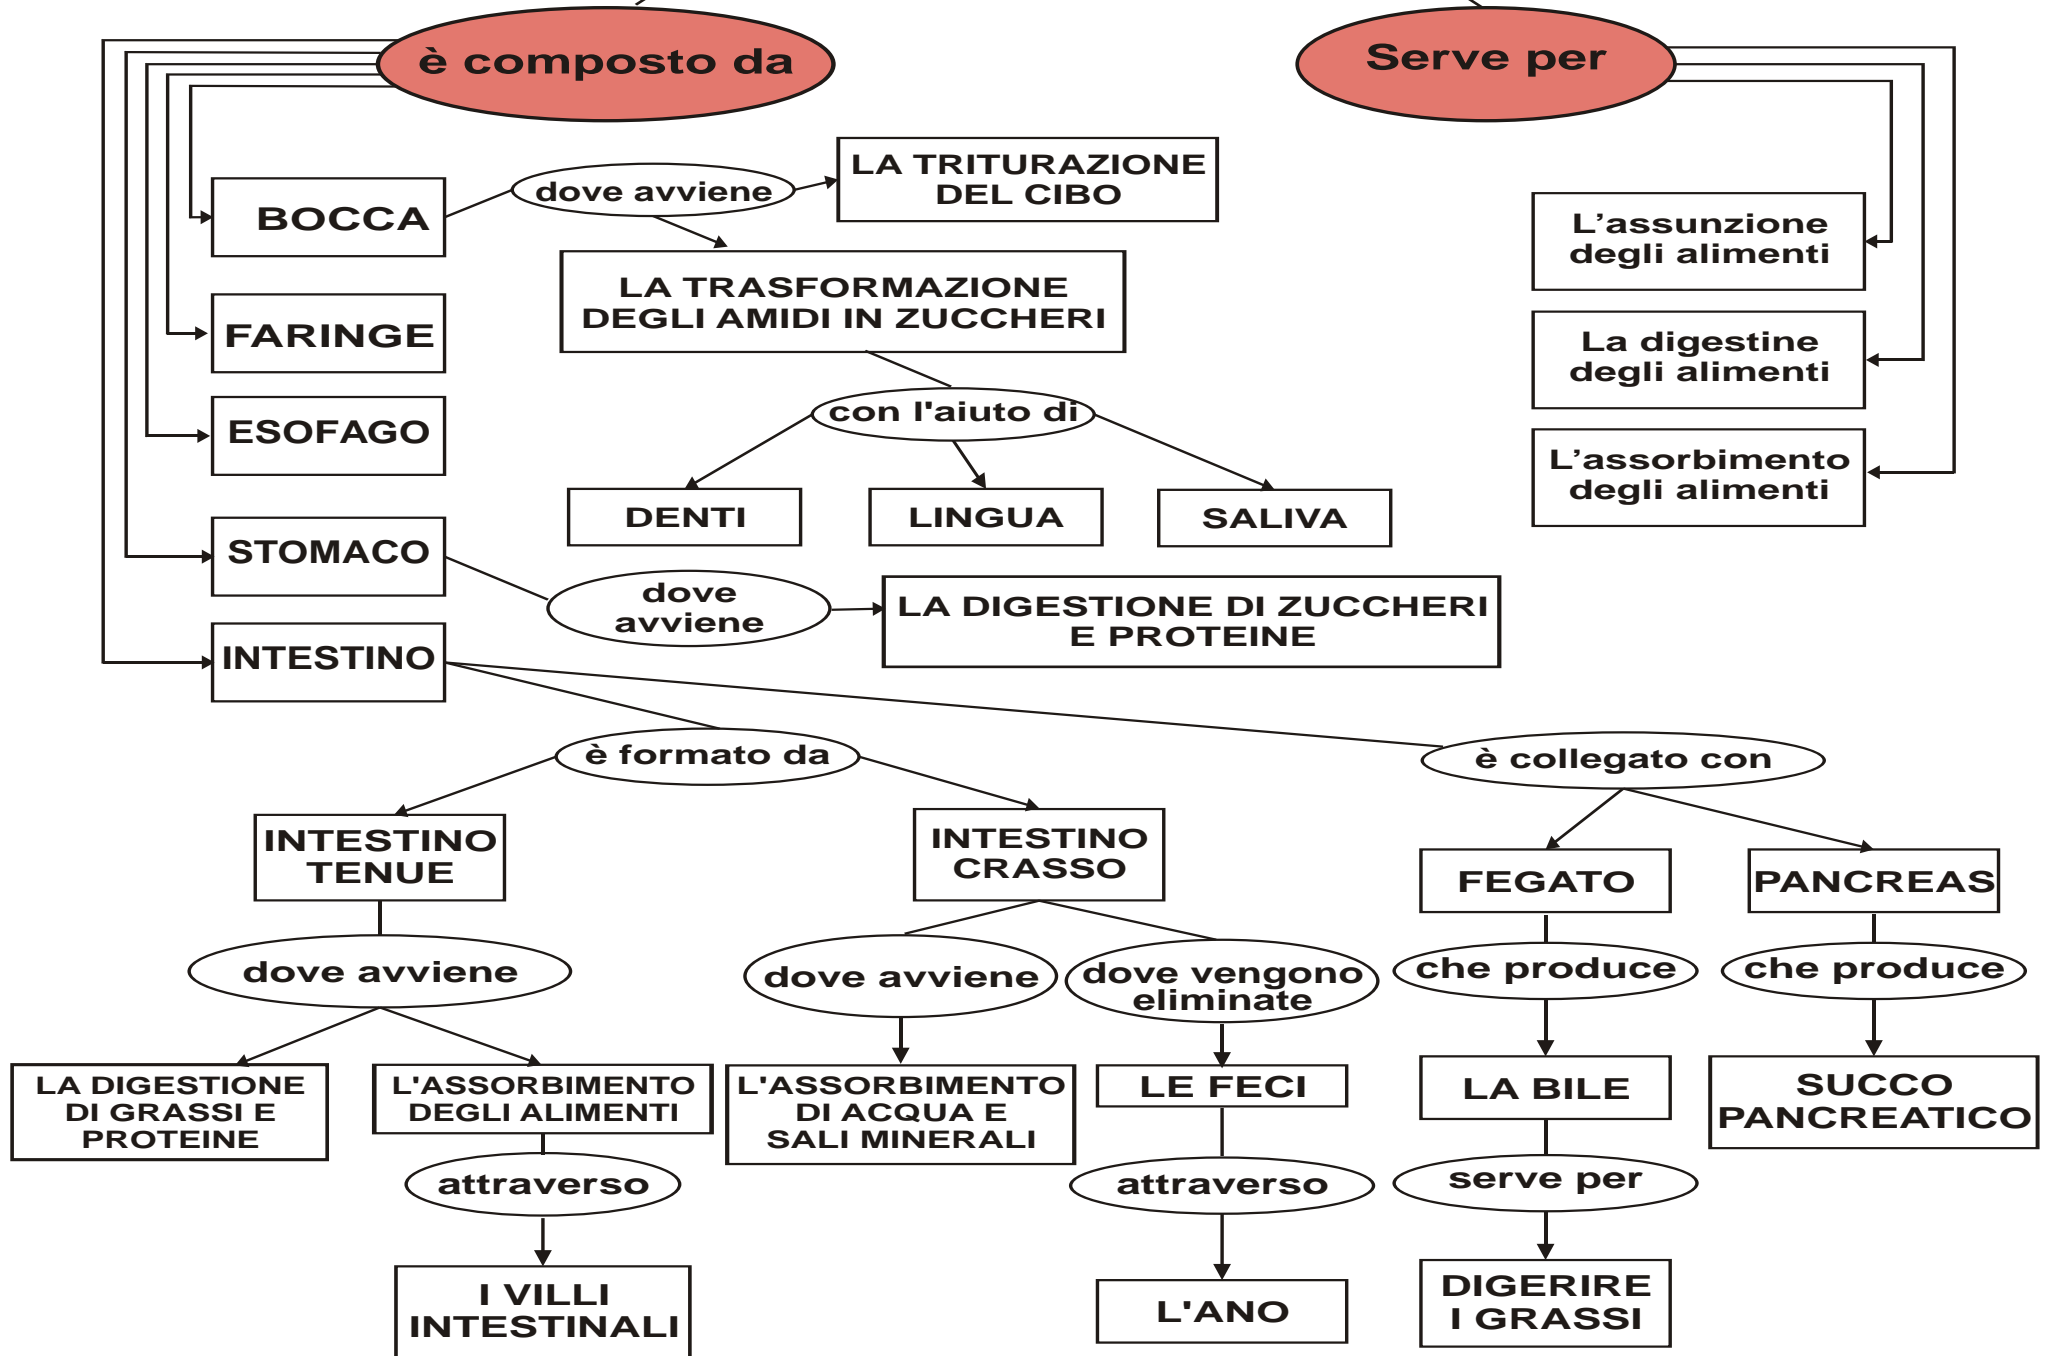 è composto da
Serve per
BOCCA
dove avviene
LA TRITURAZIONE
DEL CIBO
LA TRASFORMAZIONE
DEGLI AMIDI IN ZUCCHERI
con l'aiuto di
DENTI
LINGUA
SALIVA
FARINGE
ESOFAGO
STOMACO
dove
avviene
LA DIGESTIONE DI ZUCCHERI
E PROTEINE
INTESTINO
L’assunzione
degli alimenti
La digestine
degli alimenti
L’assorbimento
degli alimenti
è formato da
è collegato con
INTESTINO
TENUE
INTESTINO
CRASSO
FEGATO
PANCREAS
dove avviene
dove avviene
dove vengono
eliminate
che produce
che produce
LA DIGESTIONE
DI GRASSI E
PROTEINE
L'ASSORBIMENTO
DEGLI ALIMENTI
L'ASSORBIMENTO
DI ACQUA E
SALI MINERALI
LE FECI
LA BILE
SUCCO
PANCREATICO
attraverso
attraverso
serve per
I VILLI
INTESTINALI
L'ANO
DIGERIRE
I GRASSI